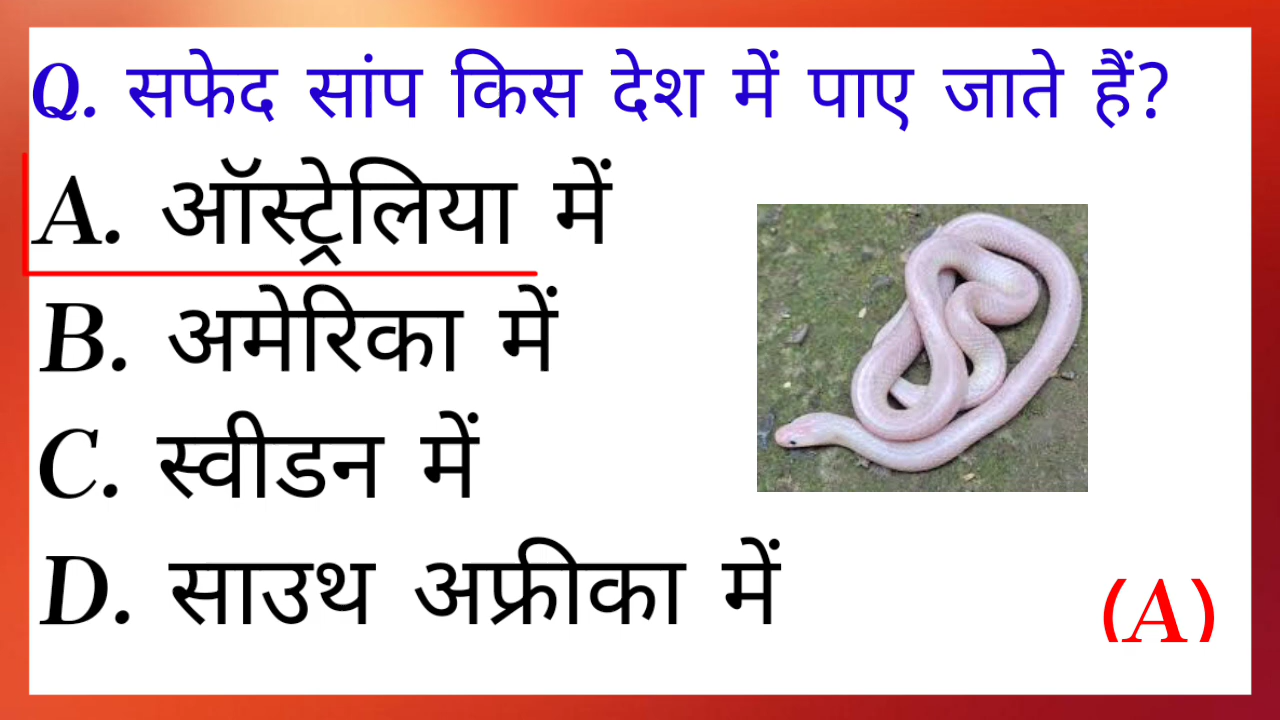 Q. सफेद सांप किस देश में पाए जाते हैं?
A. ऑस्ट्रेलिया में
B. अमेरिका में
C. स्वीडन में
D. साउथ अफ्रीका में
(A)